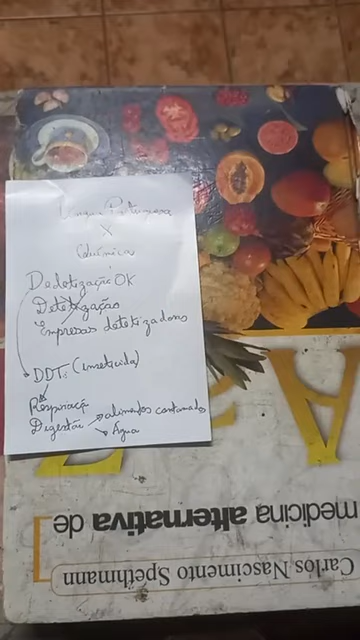 Língua Portuguesa
X
Química
Dedetização OK
Detetização
Empresas detetizadoras
DDT: (inseticida)
Respiração
Digestão → alimentos contaminados
→ Água
A Z
medicina alternativa de
Carlos Nascimento Spethmann